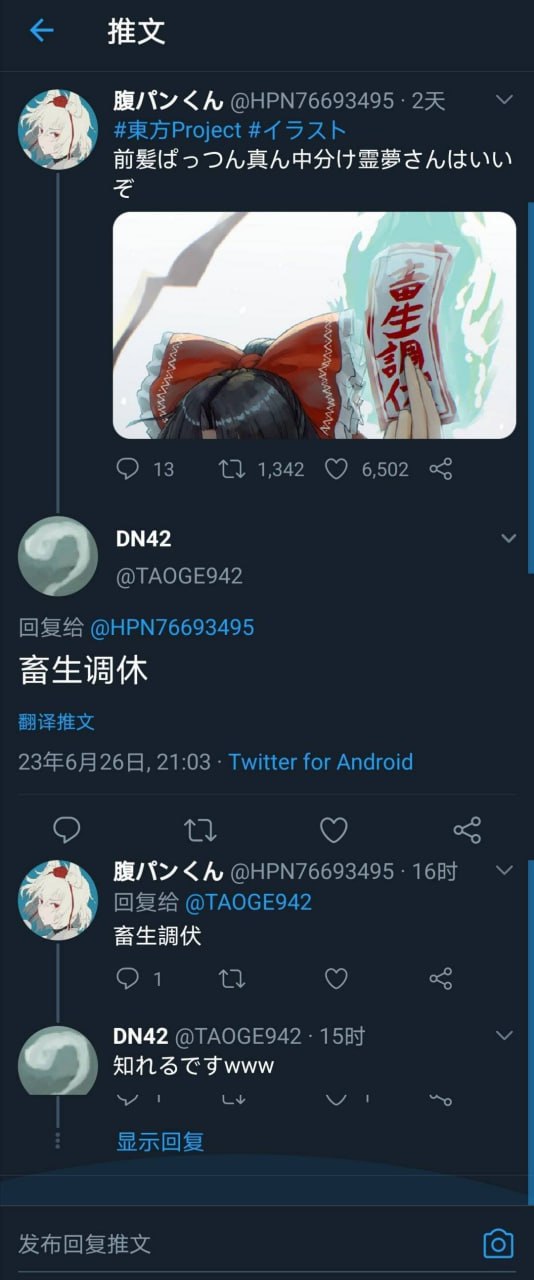 推文
腹パンくん @HPN76693495 · 2天
#東方Project #イラスト
前髪ぱっつん真ん中分け霊夢さんはいい
ぞ
畜生調伏
13 1,342 6,502
DN42
@TAOGE942
回复给 @HPN76693495
畜生调休
翻译推文
23年6月26日, 21:03 · Twitter for Android
腹パンくん @HPN76693495 · 16时
回复给 @TAOGE942
畜生調伏
1
DN42 @TAOGE942 · 15时
知れるですwww
1 1
显示回复
发布回复推文